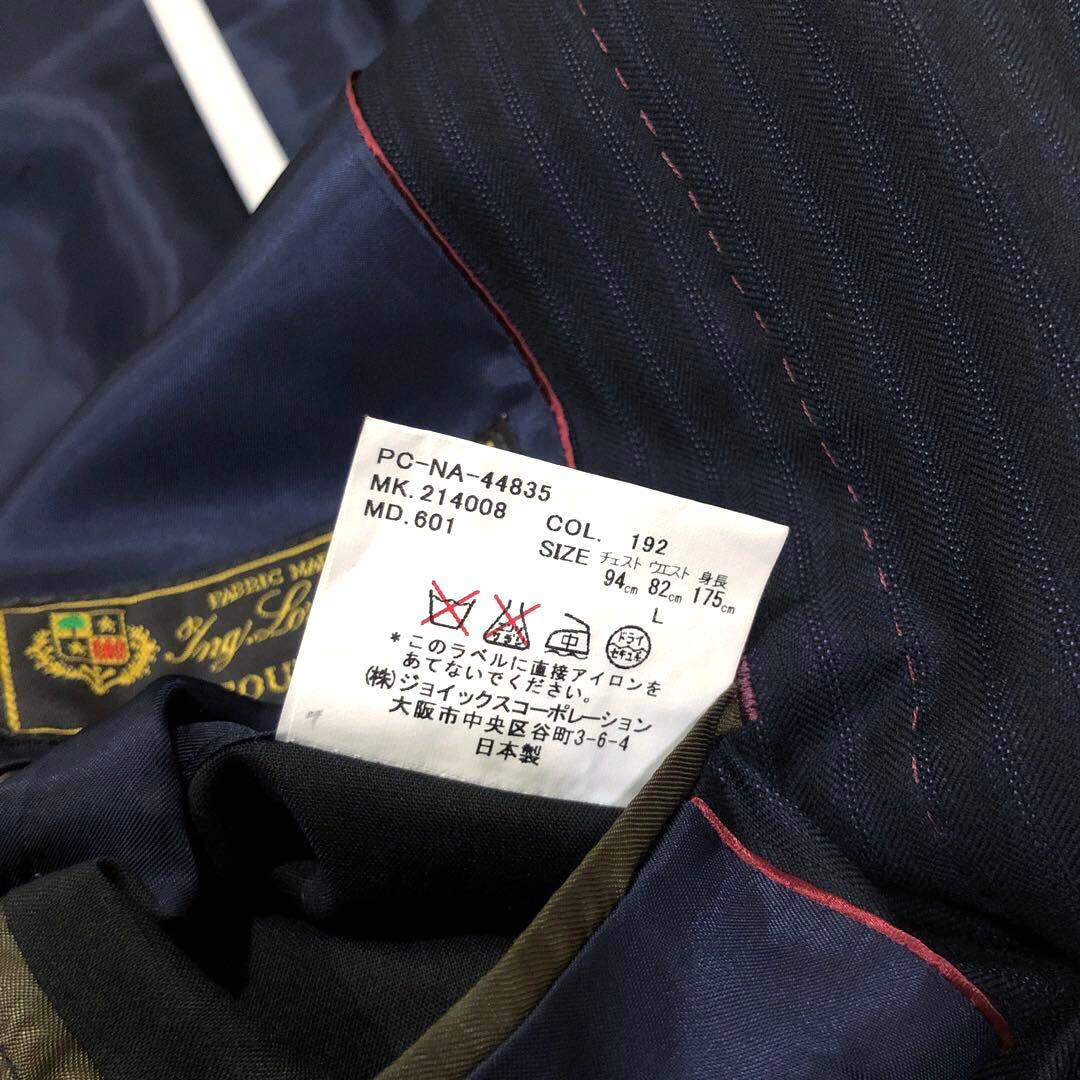 PC-NA-44835
MK.214008 COL. 192
MD.601 SIZE チェスト ウエスト 身長
94cm 82cm 175cm
L
中 ドライ セキユ系
*このラベルに直接アイロンを
あてないでください。
(株)ジョイックスコーポレーション
大阪市中央区谷町3-6-4
日本製
FABRIC
Ing.